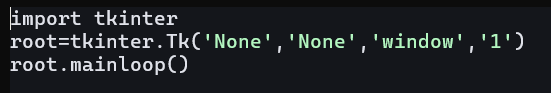 import tkinter
root=tkinter.Tk('None','None','window','1')
root.mainloop()